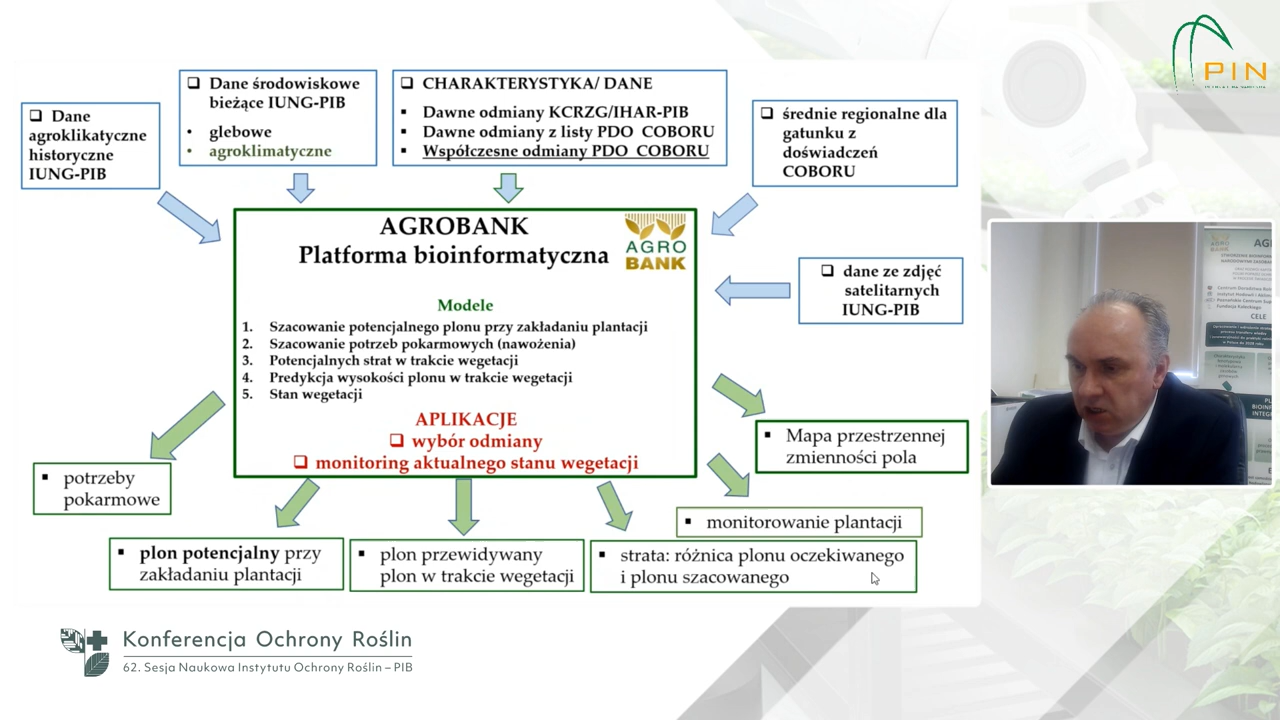 PIN
❑ Dane
agroklikatyczne
historyczne
IUNG-PIB
❑ Dane środowiskowe
bieżące IUNG-PIB
• glebowe
• agroklimatyczne
❑ CHARAKTERYSTYKA/ DANE
▪ Dawne odmiany KCRZG/IHAR-PIB
▪ Dawne odmiany z listy PDO COBORU
▪ Współczesne odmiany PDO COBORU
❑ średnie regionalne dla
gatunku z
doświadczeń
COBORU
❑ dane ze zdjęć
satelitarnych
IUNG-PIB
AGROBANK
Platforma bioinformatyczna
AGRO
BANK
Modele
1. Szacowanie potencjalnego plonu przy zakładaniu plantacji
2. Szacowanie potrzeb pokarmowych (nawożenia)
3. Potencjalnych strat w trakcie wegetacji
4. Predykcja wysokości plonu w trakcie wegetacji
5. Stan wegetacji
APLIKACJE
❑ wybór odmiany
❑ monitoring aktualnego stanu wegetacji
▪ potrzeby
pokarmowe
▪ plon potencjalny przy
zakładaniu plantacji
▪ plon przewidywany
plon w trakcie wegetacji
▪ strata: różnica plonu oczekiwanego
i plonu szacowanego
▪ monitorowanie plantacji
▪ Mapa przestrzennej
zmienności pola
CELE
Konferencja Ochrony Roślin
62. Sesja Naukowa Instytutu Ochrony Roślin – PIB